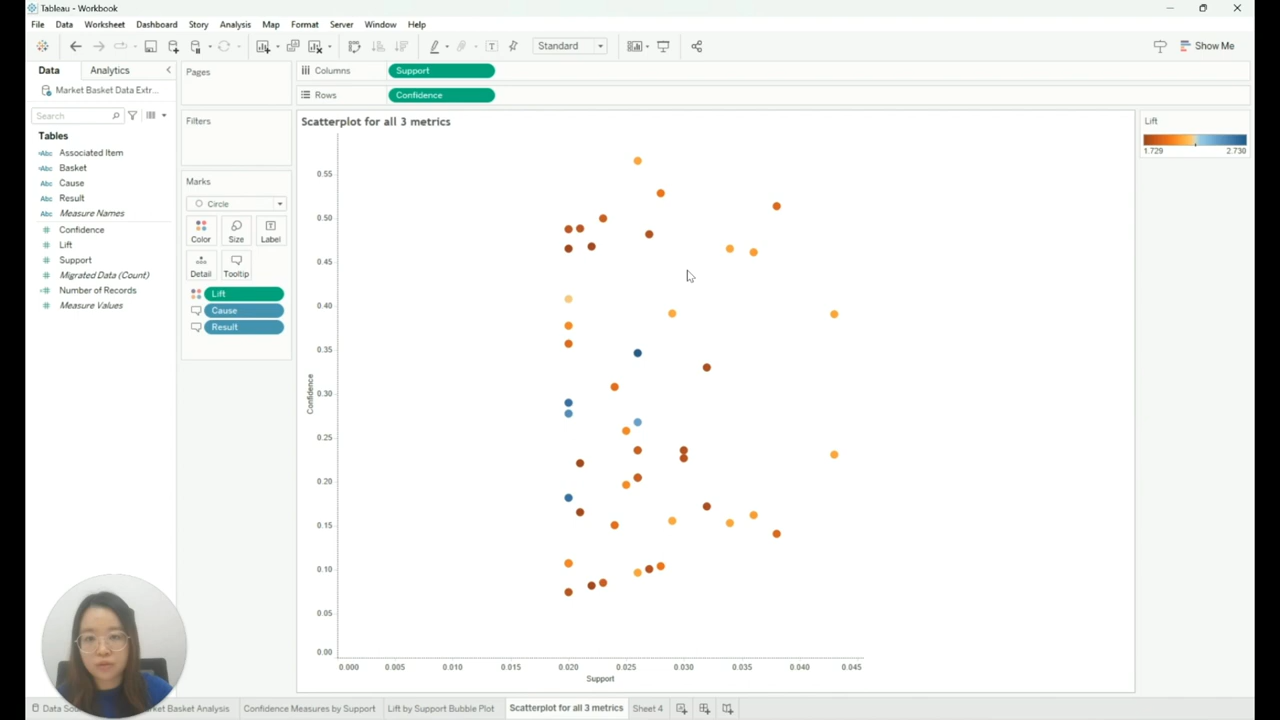 Tableau - Workbook
File Data Worksheet Dashboard Story Analysis Map Format Server Window Help
Standard
Show Me
Data Analytics
Market Basket Data Extr...
Search
Tables
Associated Item
Basket
Cause
Result
Measure Names
Confidence
Lift
Support
Migrated Data (Count)
Number of Records
Measure Values
Pages
Filters
Marks
Circle
Color Size Label
Detail Tooltip
Lift
Cause
Result
Columns Support
Rows Confidence
Scatterplot for all 3 metrics
0.55
0.50
0.45
0.40
0.35
0.30
0.25
0.20
0.15
0.10
0.05
0.00
Confidence
0.000 0.005 0.010 0.015 0.020 0.025 0.030 0.035 0.040 0.045
Support
Lift
1.729 2.730
Data Sou Market Basket Analysis Confidence Measures by Support Lift by Support Bubble Plot Scatterplot for all 3 metrics Sheet 4